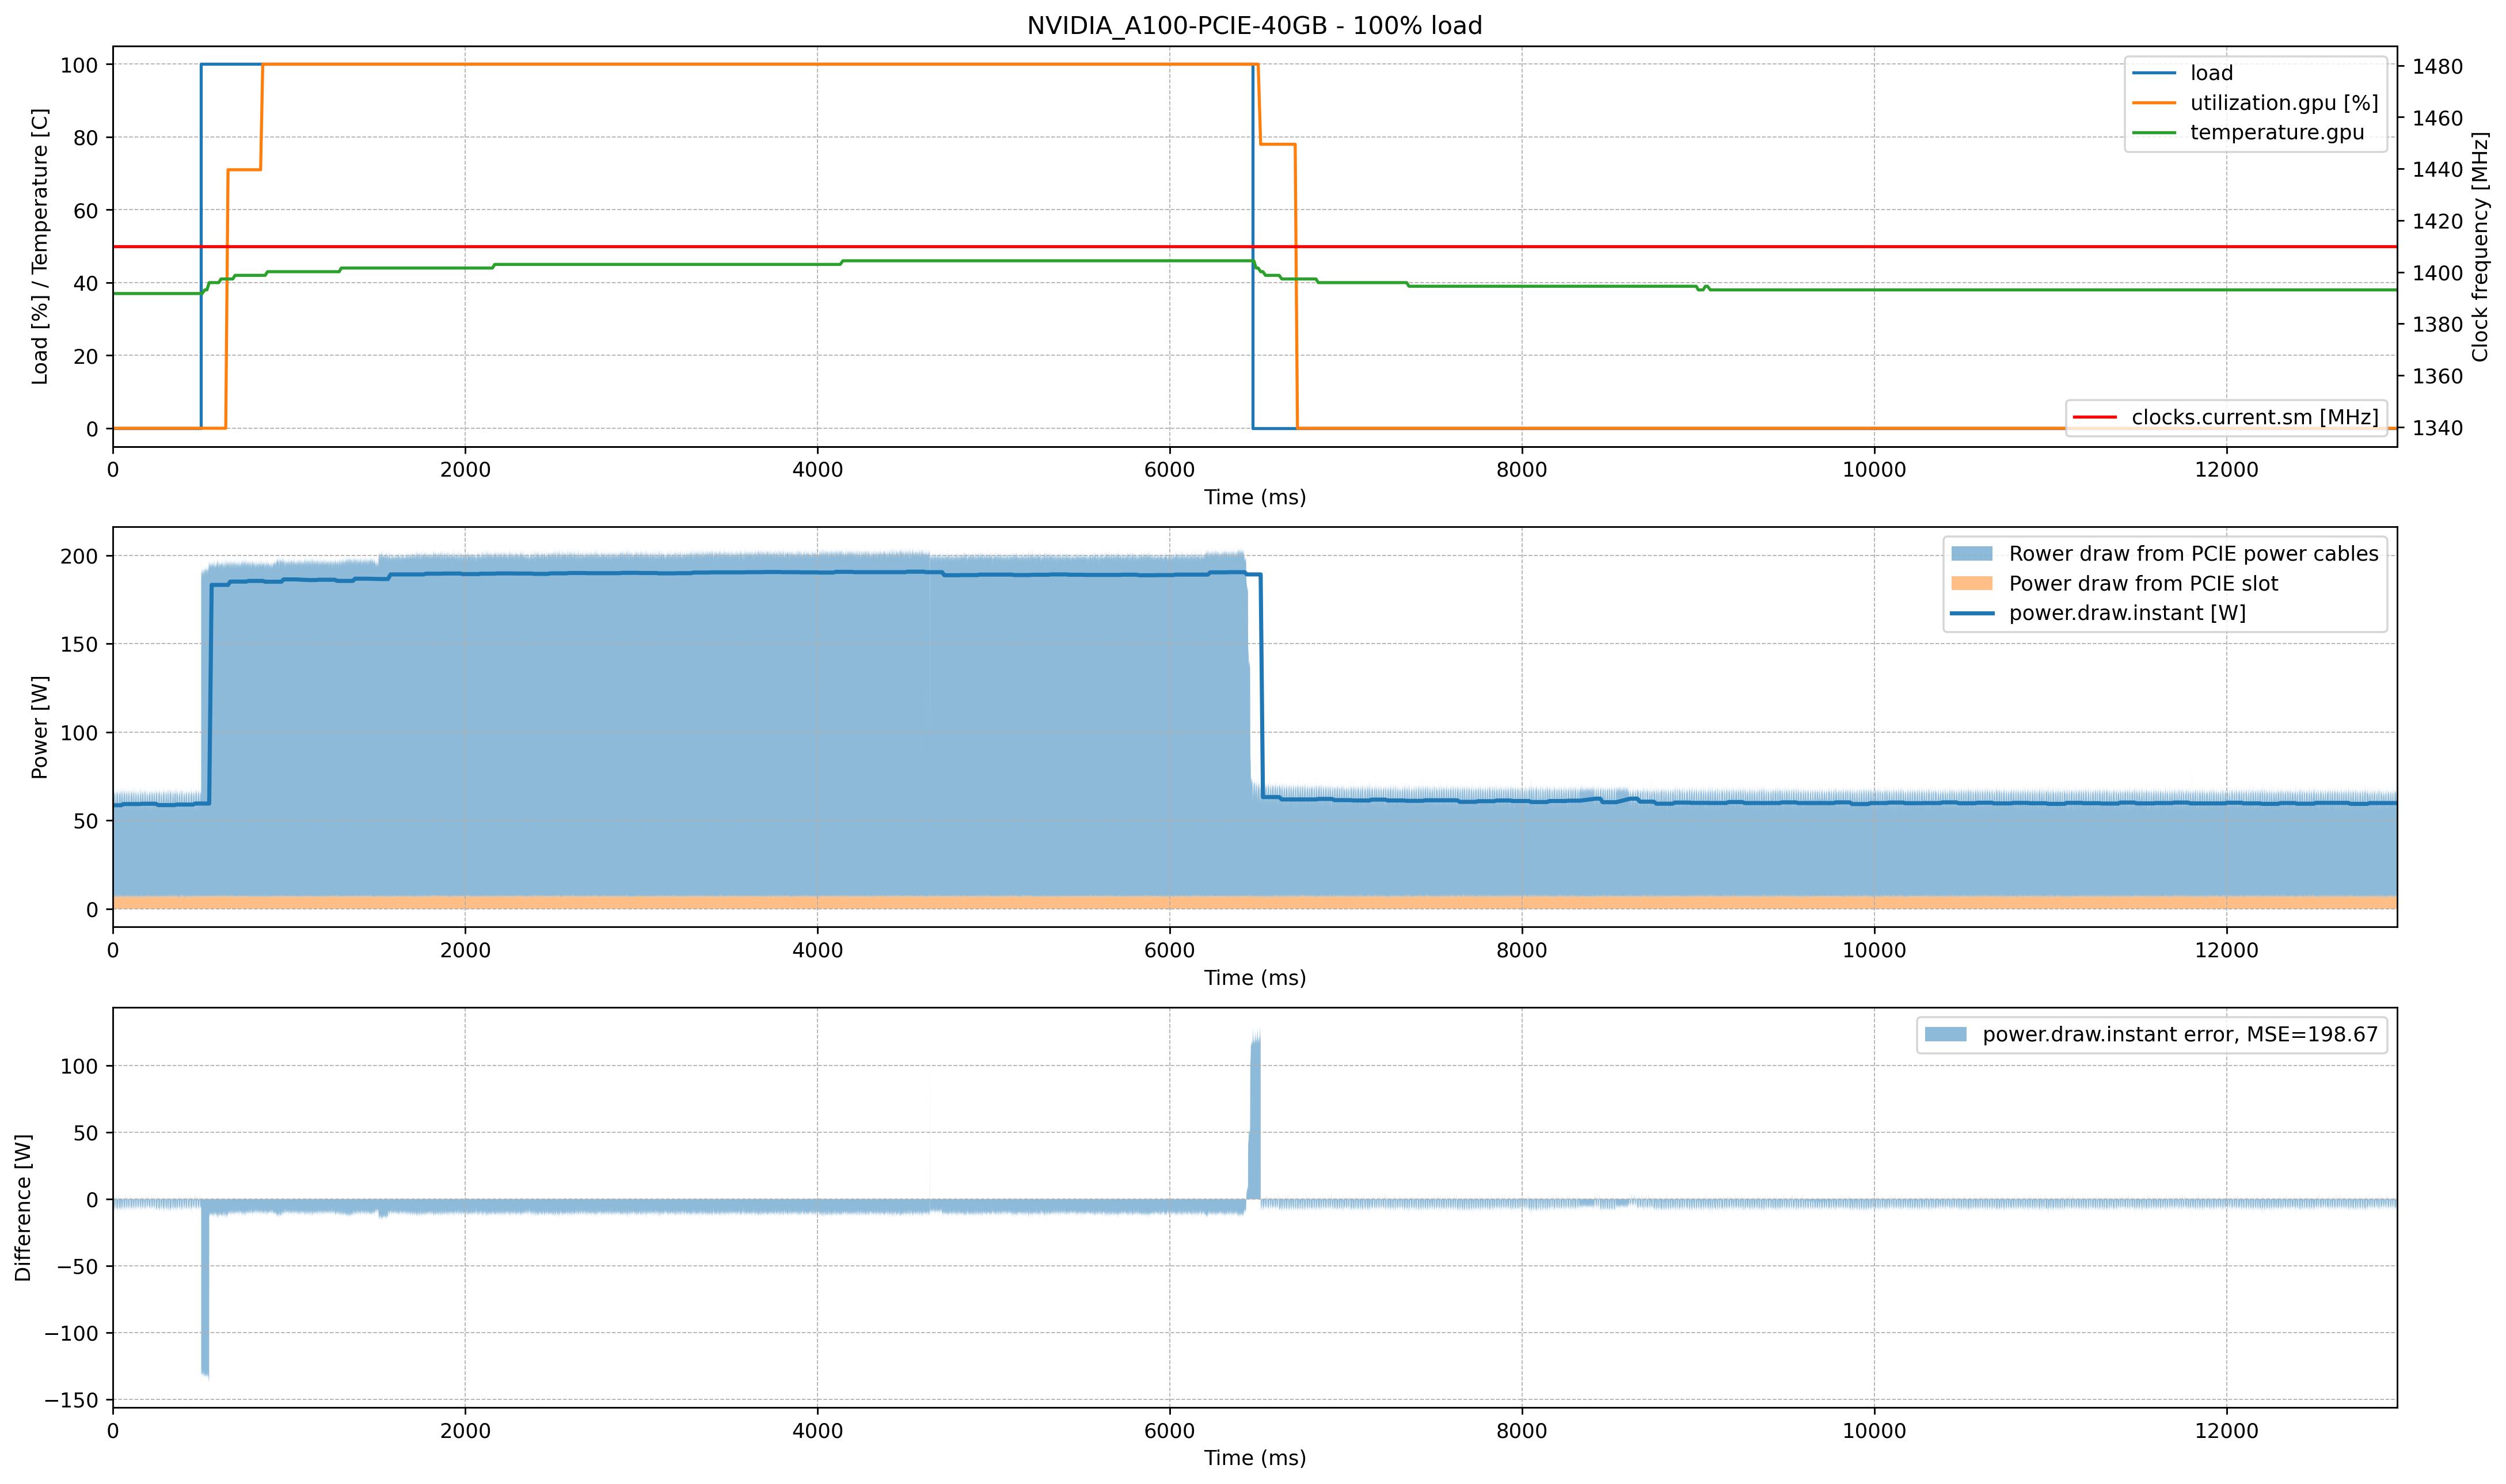 NVIDIA_A100-PCIE-40GB - 100% load
Load [%] / Temperature [C]
100
80
60
40
20
0
load
utilization.gpu [%]
temperature.gpu
clocks.current.sm [MHz]
1480
1460
1440
1420
1400
1380
1360
1340
Clock frequency [MHz]
0 2000 4000 6000 8000 10000 12000
Time (ms)
Power [W]
200
150
100
50
0
Rower draw from PCIE power cables
Power draw from PCIE slot
power.draw.instant [W]
0 2000 4000 6000 8000 10000 12000
Time (ms)
Difference [W]
100
50
0
−50
−100
−150
power.draw.instant error, MSE=198.67
0 2000 4000 6000 8000 10000 12000
Time (ms)